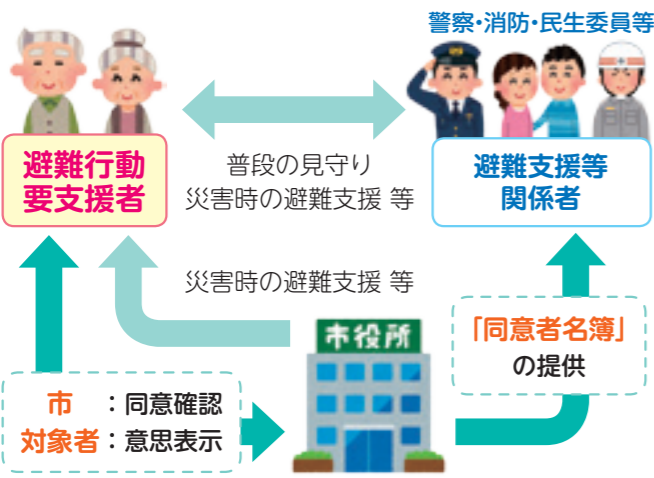 警察・消防・民生委員等
避難行動
要支援者
普段の見守り
災害時の避難支援 等
避難支援等
関係者
災害時の避難支援 等
市役所
「同意者名簿」
の提供
市 ：同意確認
対象者：意思表示